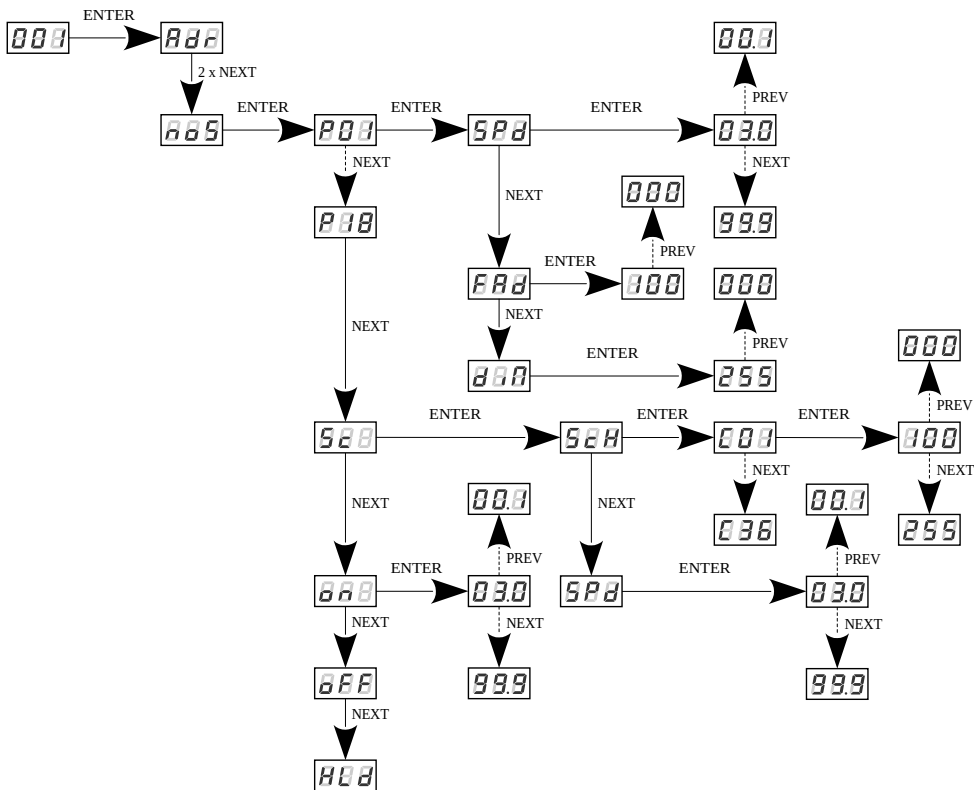 001 ENTER Adr 00.1
2 x NEXT PREV
noS ENTER P01 ENTER SPd ENTER 03.0
NEXT NEXT NEXT
P18 000 99.9
PREV
FAd ENTER 100 000
NEXT NEXT PREV
din ENTER 255 000
PREV
Sc ENTER ScH ENTER C01 ENTER 100
NEXT NEXT NEXT NEXT
00.1 C36 00.1 255
PREV PREV
on ENTER 03.0 SPd ENTER 03.0
NEXT NEXT NEXT
oFF 99.9 99.9
NEXT
HLd